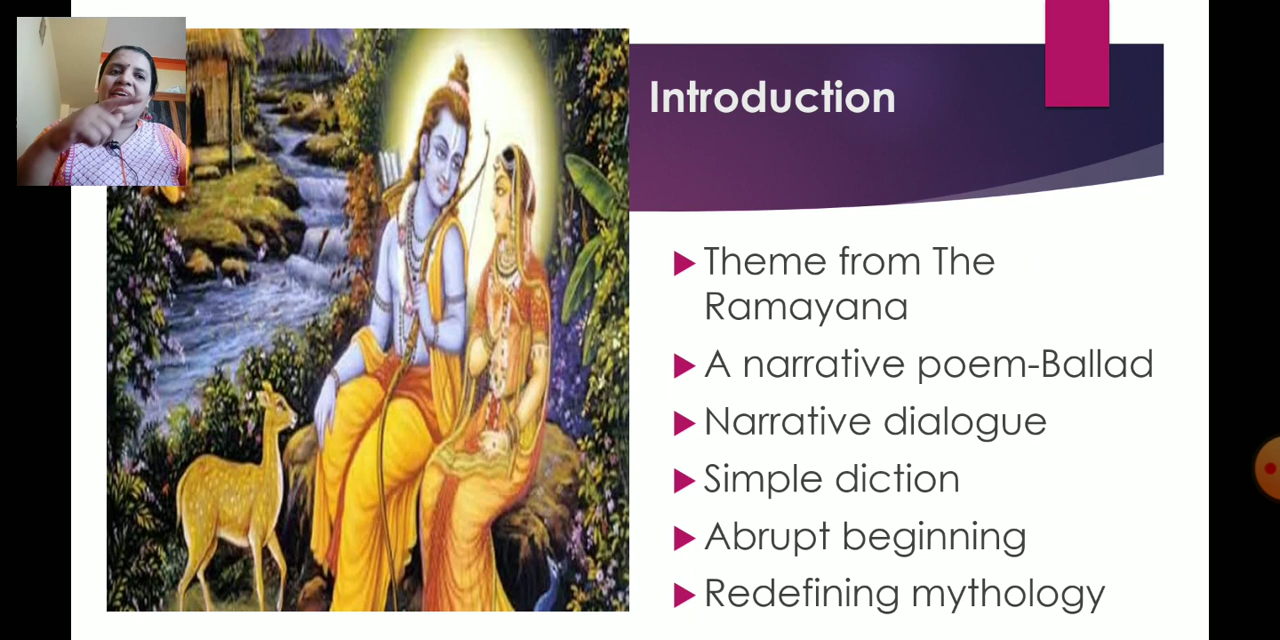 Introduction
Theme from The
Ramayana
A narrative poem-Ballad
Narrative dialogue
Simple diction
Abrupt beginning
Redefining mythology